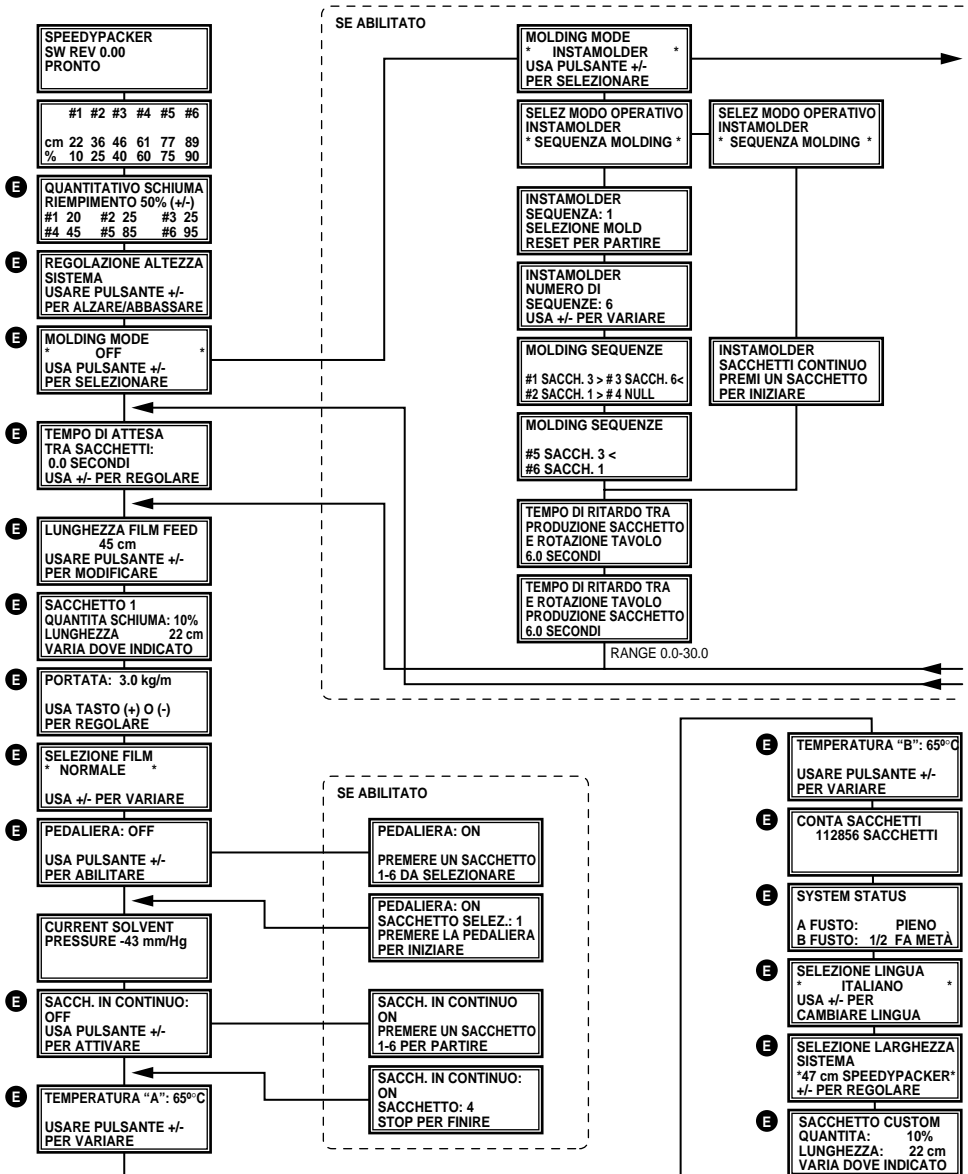 SPEEDYPACKER
SW REV 0.00
PRONTO
#1 #2 #3 #4 #5 #6
cm 22 36 46 61 77 89
% 10 25 40 60 75 90
E
QUANTITATIVO SCHIUMA
RIEMPIMENTO 50% (+/-)
#1 20 #2 25 #3 25
#4 45 #5 85 #6 95
E
REGOLAZIONE ALTEZZA
SISTEMA
USARE PULSANTE +/-
PER ALZARE/ABBASSARE
E
MOLDING MODE
* OFF *
USA PULSANTE +/-
PER SELEZIONARE
E
TEMPO DI ATTESA
TRA SACCHETTI:
0.0 SECONDI
USA +/- PER REGOLARE
E
LUNGHEZZA FILM FEED
45 cm
USARE PULSANTE +/-
PER MODIFICARE
E
SACCHETTO 1
QUANTITA SCHIUMA: 10%
LUNGHEZZA 22 cm
VARIA DOVE INDICATO
E
PORTATA: 3.0 kg/m
USA TASTO (+) O (-)
PER REGOLARE
E
SELEZIONE FILM
* NORMALE *
USA +/- PER VARIARE
E
PEDALIERA: OFF
USA PULSANTE +/-
PER ABILITARE
CURRENT SOLVENT
PRESSURE -43 mm/Hg
E
SACCH. IN CONTINUO:
OFF
USA PULSANTE +/-
PER ATTIVARE
E
TEMPERATURA “A”: 65º°C
USARE PULSANTE +/-
PER VARIARE
SE ABILITATO
MOLDING MODE
* INSTAMOLDER *
USA PULSANTE +/-
PER SELEZIONARE
SELEZ MODO OPERATIVO
INSTAMOLDER
* SEQUENZA MOLDING *
SELEZ MODO OPERATIVO
INSTAMOLDER
* SEQUENZA MOLDING *
INSTAMOLDER
SEQUENZA: 1
SELEZIONE MOLD
RESET PER PARTIRE
INSTAMOLDER
NUMERO DI
SEQUENZE: 6
USA +/- PER VARIARE
MOLDING SEQUENZE
#1 SACCH. 3 > # 3 SACCH. 6<
#2 SACCH. 1 > # 4 NULL
INSTAMOLDER
SACCHETTI CONTINUO
PREMI UN SACCHETTO
PER INIZIARE
MOLDING SEQUENZE
#5 SACCH. 3 <
#6 SACCH. 1
TEMPO DI RITARDO TRA
PRODUZIONE SACCHETTO
E ROTAZIONE TAVOLO
6.0 SECONDI
TEMPO DI RITARDO TRA
E ROTAZIONE TAVOLO
PRODUZIONE SACCHETTO
6.0 SECONDI
RANGE 0.0-30.0
SE ABILITATO
PEDALIERA: ON
PREMERE UN SACCHETTO
1-6 DA SELEZIONARE
PEDALIERA: ON
SACCHETTO SELEZ.: 1
PREMERE LA PEDALIERA
PER INIZIARE
SACCH. IN CONTINUO
ON
PREMERE UN SACCHETTO
1-6 PER PARTIRE
SACCH. IN CONTINUO:
ON
SACCHETTO: 4
STOP PER FINIRE
E
TEMPERATURA “B”: 65º°C
USARE PULSANTE +/-
PER VARIARE
E
CONTA SACCHETTI
112856 SACCHETTI
E
SYSTEM STATUS
A FUSTO: PIENO
B FUSTO: 1/2 FA METÀ
E
SELEZIONE LINGUA
* ITALIANO *
USA +/- PER
CAMBIARE LINGUA
E
SELEZIONE LARGHEZZA
SISTEMA
*47 cm SPEEDYPACKER*
+/- PER REGOLARE
E
SACCHETTO CUSTOM
QUANTITA: 10%
LUNGHEZZA: 22 cm
VARIA DOVE INDICATO